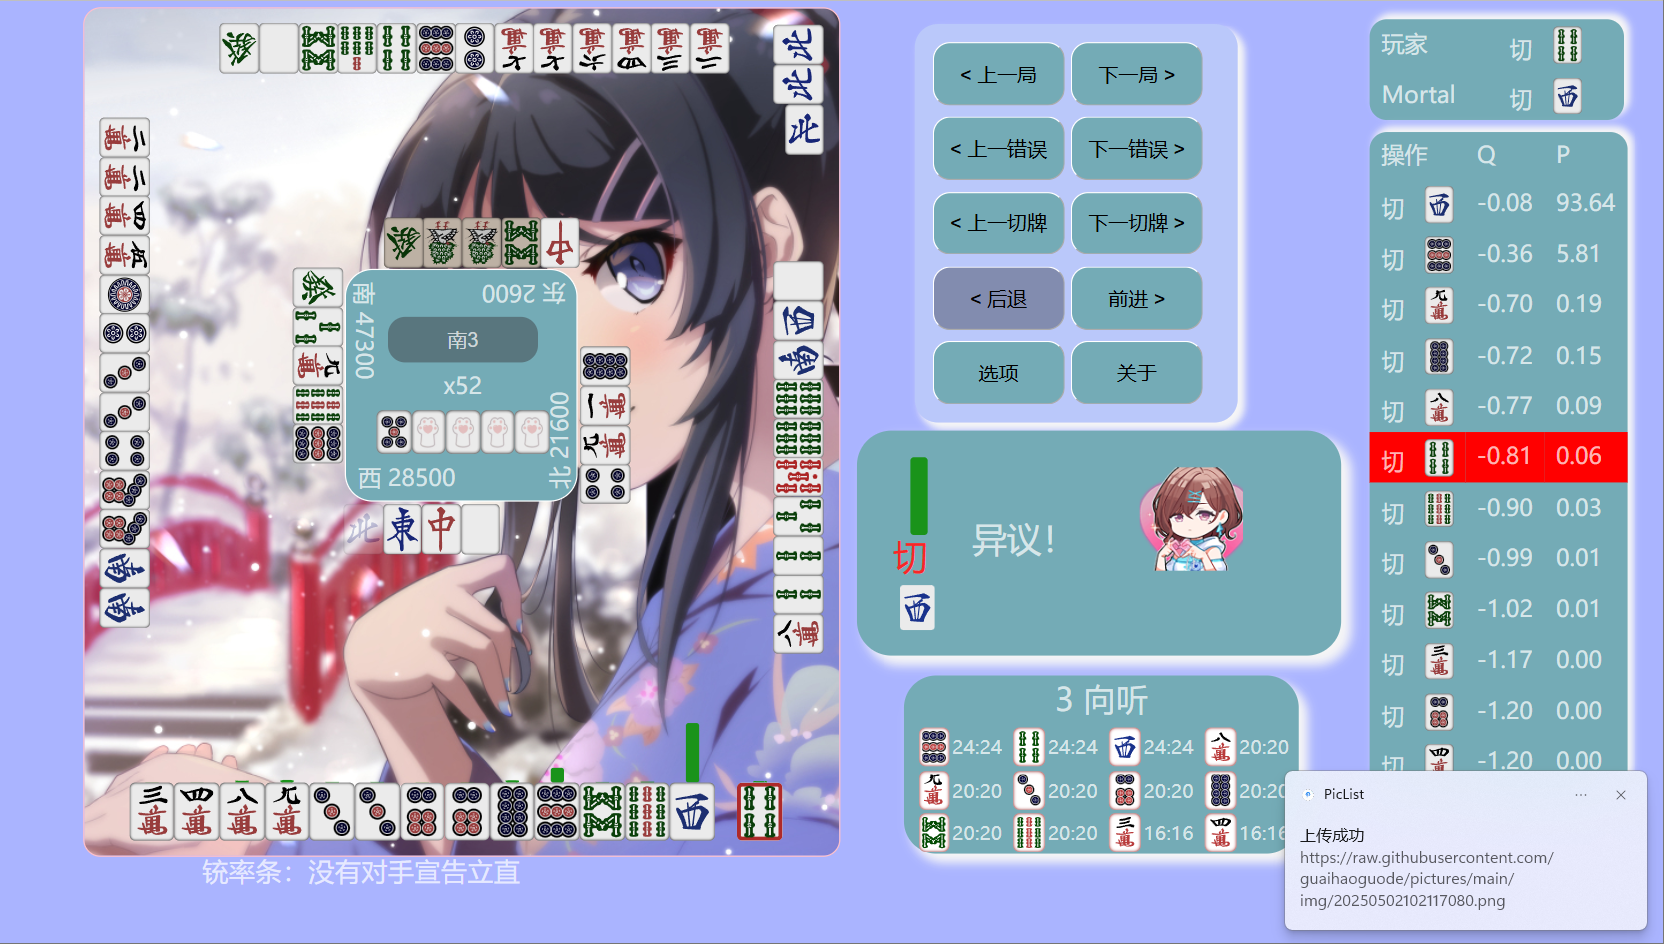 南3
x52
东 2600
南 47300
西 28500
北 21600
铳率条：没有对手宣告立直
< 上一局
下一局 >
< 上一错误
下一错误 >
< 上一切牌
下一切牌 >
< 后退
前进 >
选项
关于
切
异议！
3 向听
24:24
24:24
24:24
20:20
20:20
20:20
20:20
20:20
20:20
20:20
16:16
16:16
玩家 切
Mortal 切
操作 Q P
切 -0.08 93.64
切 -0.36 5.81
切 -0.70 0.19
切 -0.72 0.15
切 -0.77 0.09
切 -0.81 0.06
切 -0.90 0.03
切 -0.99 0.01
切 -1.02 0.01
切 -1.17 0.00
切 -1.20 0.00
切 -1.20 0.00
PicList
上传成功
https://raw.githubusercontent.com/
guaihaoguode/pictures/main/
img/20250502102117080.png